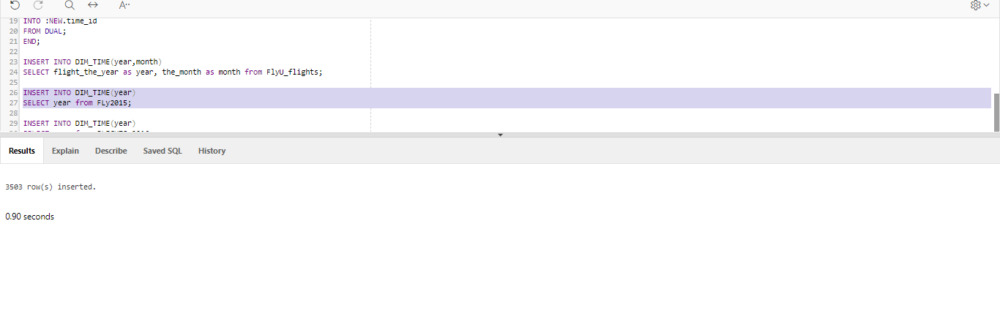 A··
19 INTO :NEW.time_id
20 FROM DUAL;
21 END;
22
23 INSERT INTO DIM_TIME(year,month)
24 SELECT flight_the_year as year, the_month as month from FlyU_flights;
25
26 INSERT INTO DIM_TIME(year)
27 SELECT year from FLy2015;
28
29 INSERT INTO DIM_TIME(year)
Results Explain Describe Saved SQL History
3503 row(s) inserted.
0.90 seconds